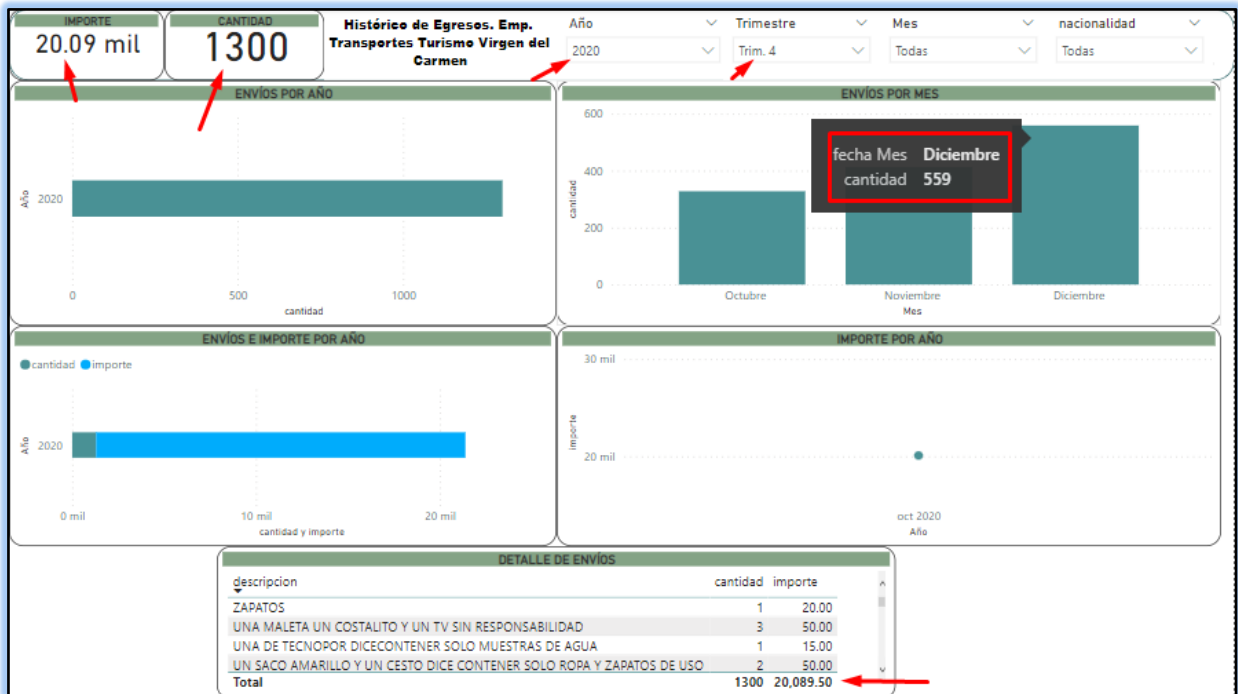 IMPORTE
20.09 mil
CANTIDAD
1300
Histórico de Egresos. Emp.
Transportes Turismo Virgen del
Carmen
Año
2020
Trimestre
Trim. 4
Mes
Todas
nacionalidad
Todas
ENVÍOS POR AÑO
Año
2020
0 500 1000
cantidad
ENVÍOS POR MES
600
400
200
0
cantidad
fecha Mes Diciembre
cantidad 559
Octubre Noviembre Diciembre
Mes
ENVÍOS E IMPORTE POR AÑO
cantidad importe
Año
2020
0 mil 10 mil 20 mil
cantidad y importe
IMPORTE POR AÑO
30 mil
20 mil
importe
oct 2020
Año
DETALLE DE ENVÍOS
descripcion cantidad importe
ZAPATOS 1 20.00
UNA MALETA UN COSTALITO Y UN TV SIN RESPONSABILIDAD 3 50.00
UNA DE TECNOPOR DICECONTENER SOLO MUESTRAS DE AGUA 1 15.00
UN SACO AMARILLO Y UN CESTO DICE CONTENER SOLO ROPA Y ZAPATOS DE USO 2 50.00
Total 1300 20,089.50